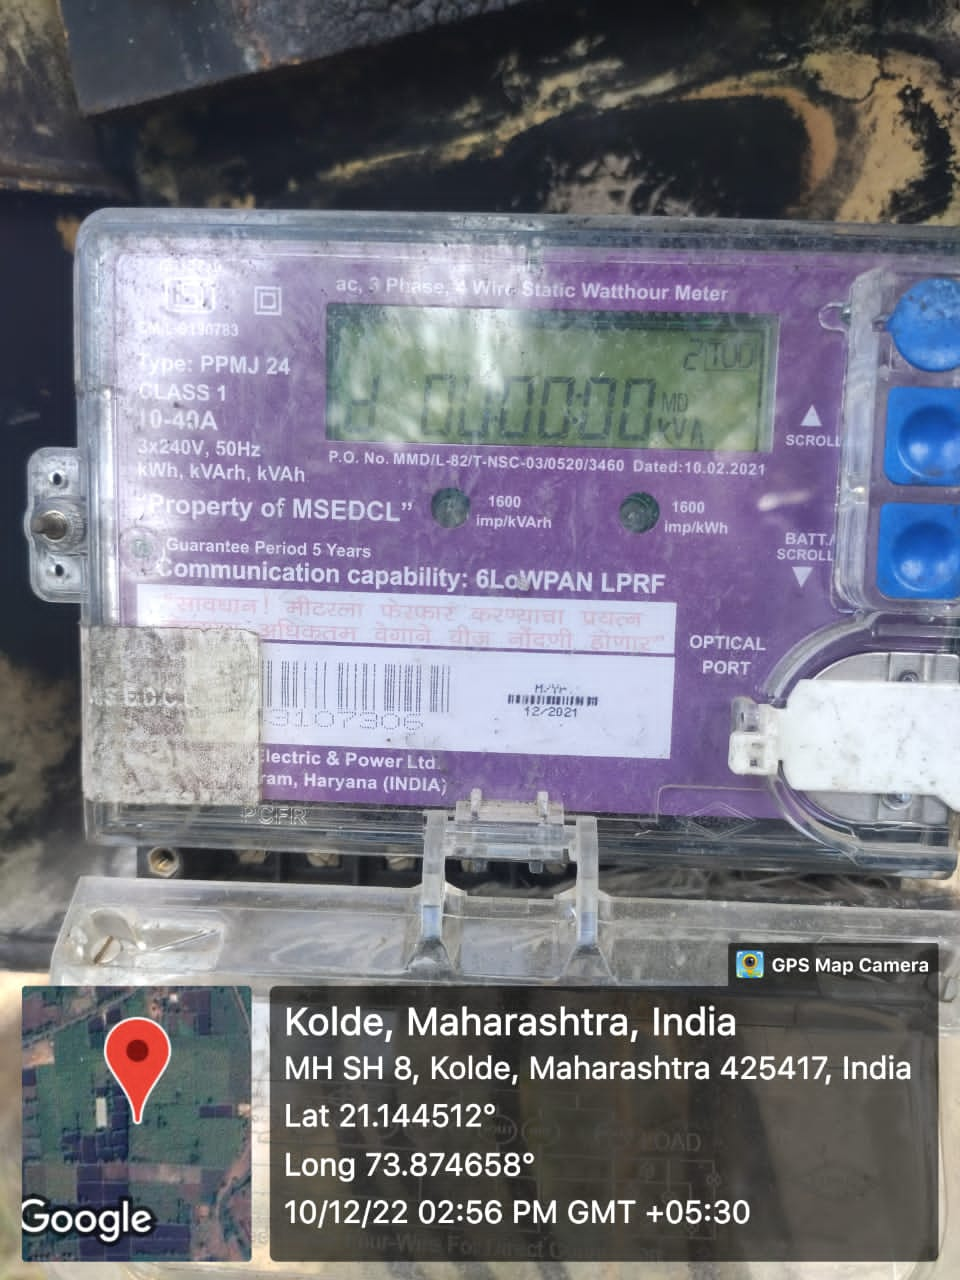 ac, 3 Phase, 4 Wire Static Watthour Meter
Type: PPMJ 24
CLASS 1
10-40A
3x240V, 50Hz
kWh, kVArh, kVAh
MD
kVA
P.O. No. MMD/L-82/T-NSC-03/0520/3460 Dated:10.02.2021
SCROLL
"Property of MSEDCL"
1600
imp/kVArh
1600
imp/kWh
BATT./
SCROLL
Guarantee Period 5 Years
Communication capability: 6LoWPAN LPRF
"सावधान! मीटरला फेरफार करण्याचा प्रयत्न
अधिकतम वेगाने वीज नोंदणी होणार"
OPTICAL
PORT
M/Yr.
12/2021
3107306
Electric & Power Ltd.
ram, Haryana (INDIA)
GPS Map Camera
Kolde, Maharashtra, India
MH SH 8, Kolde, Maharashtra 425417, India
Lat 21.144512°
Long 73.874658°
10/12/22 02:56 PM GMT +05:30
Google